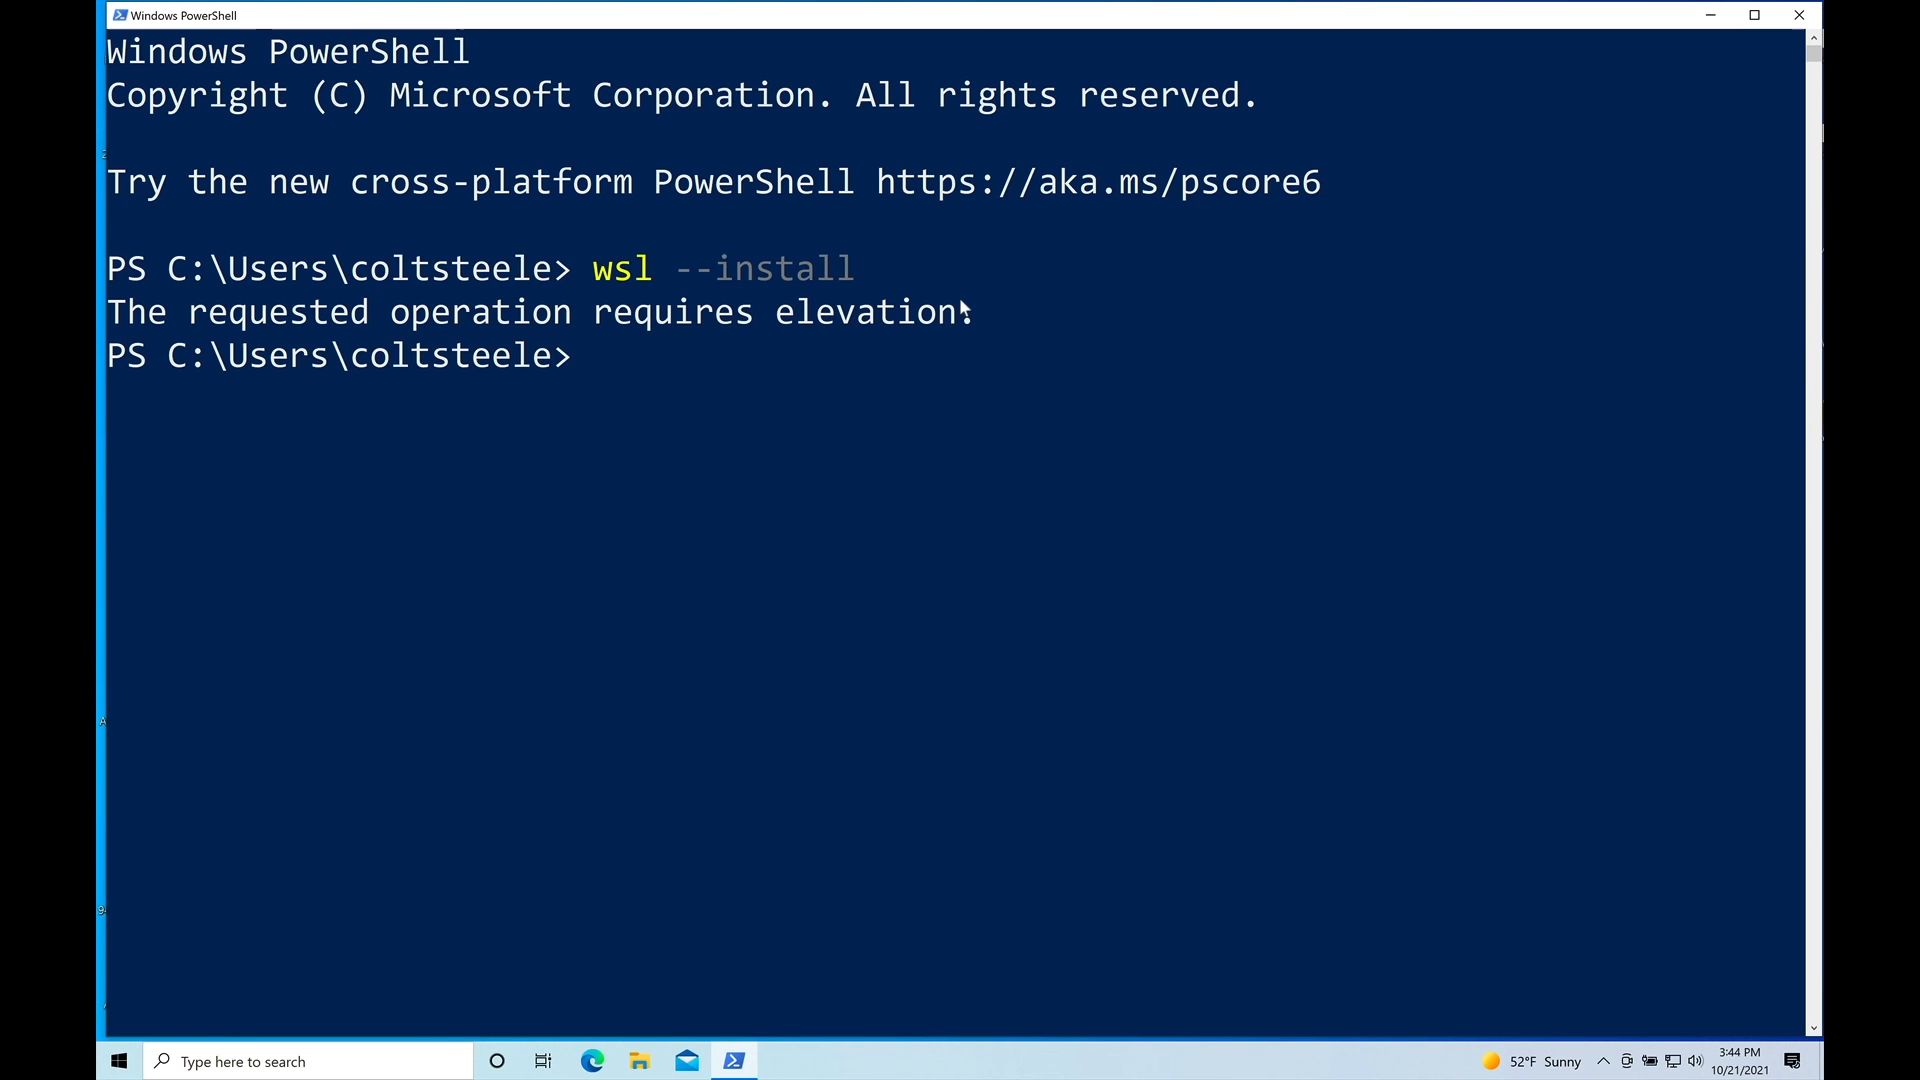 Windows PowerShell
Windows PowerShell
Copyright (C) Microsoft Corporation. All rights reserved.
Try the new cross-platform PowerShell https://aka.ms/pscore6
PS C:\Users\coltsteele> wsl --install
The requested operation requires elevation.
PS C:\Users\coltsteele>
Type here to search
52°F Sunny
3:44 PM
10/21/2021